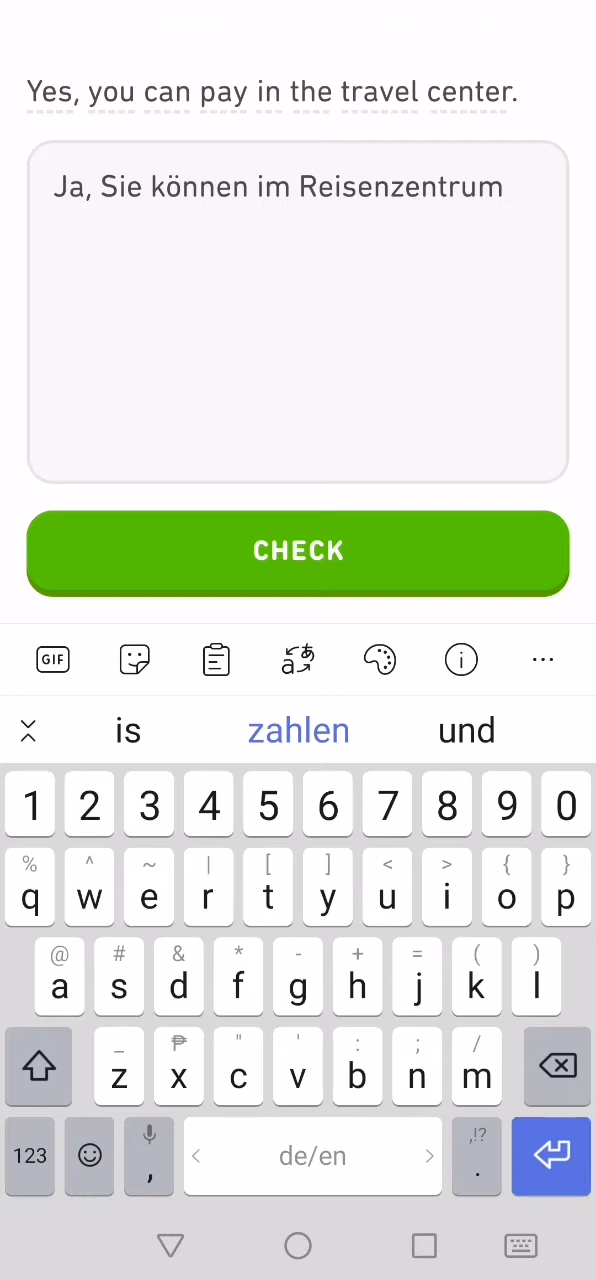 Yes, you can pay in the travel center.
Ja, Sie können im Reisenzentrum
CHECK
GIF
is zahlen und
1 2 3 4 5 6 7 8 9 0
% ^ ~ | [ ] < > { }
q w e r t y u i o p
@ # & * - + = ( )
a s d f g h j k l
_ ₱ " ' : ; /
z x c v b n m
,!?
123 , de/en .